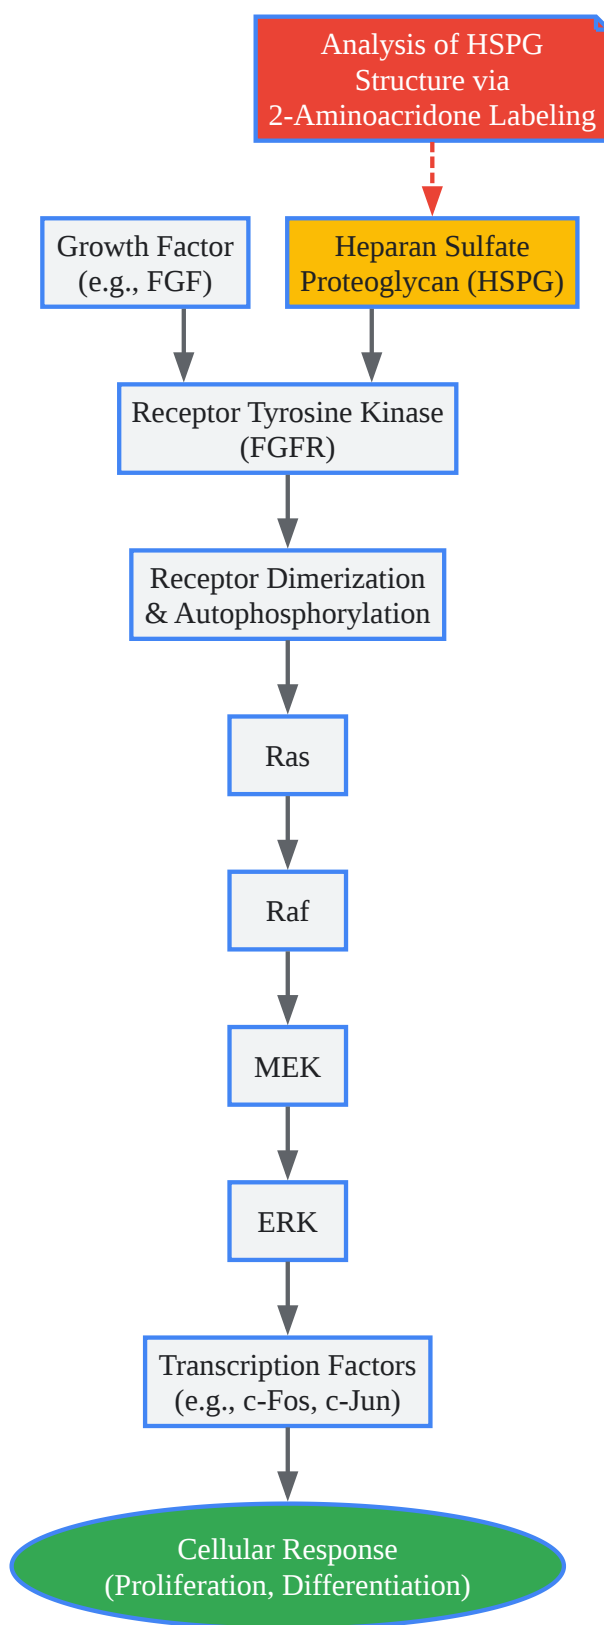 Analysis of HSPG
Structure via
2-Aminoacridone Labeling
Growth Factor
(e.g., FGF)
Heparan Sulfate
Proteoglycan (HSPG)
Receptor Tyrosine Kinase
(FGFR)
Receptor Dimerization
& Autophosphorylation
Ras
Raf
MEK
ERK
Transcription Factors
(e.g., c-Fos, c-Jun)
Cellular Response
(Proliferation, Differentiation)